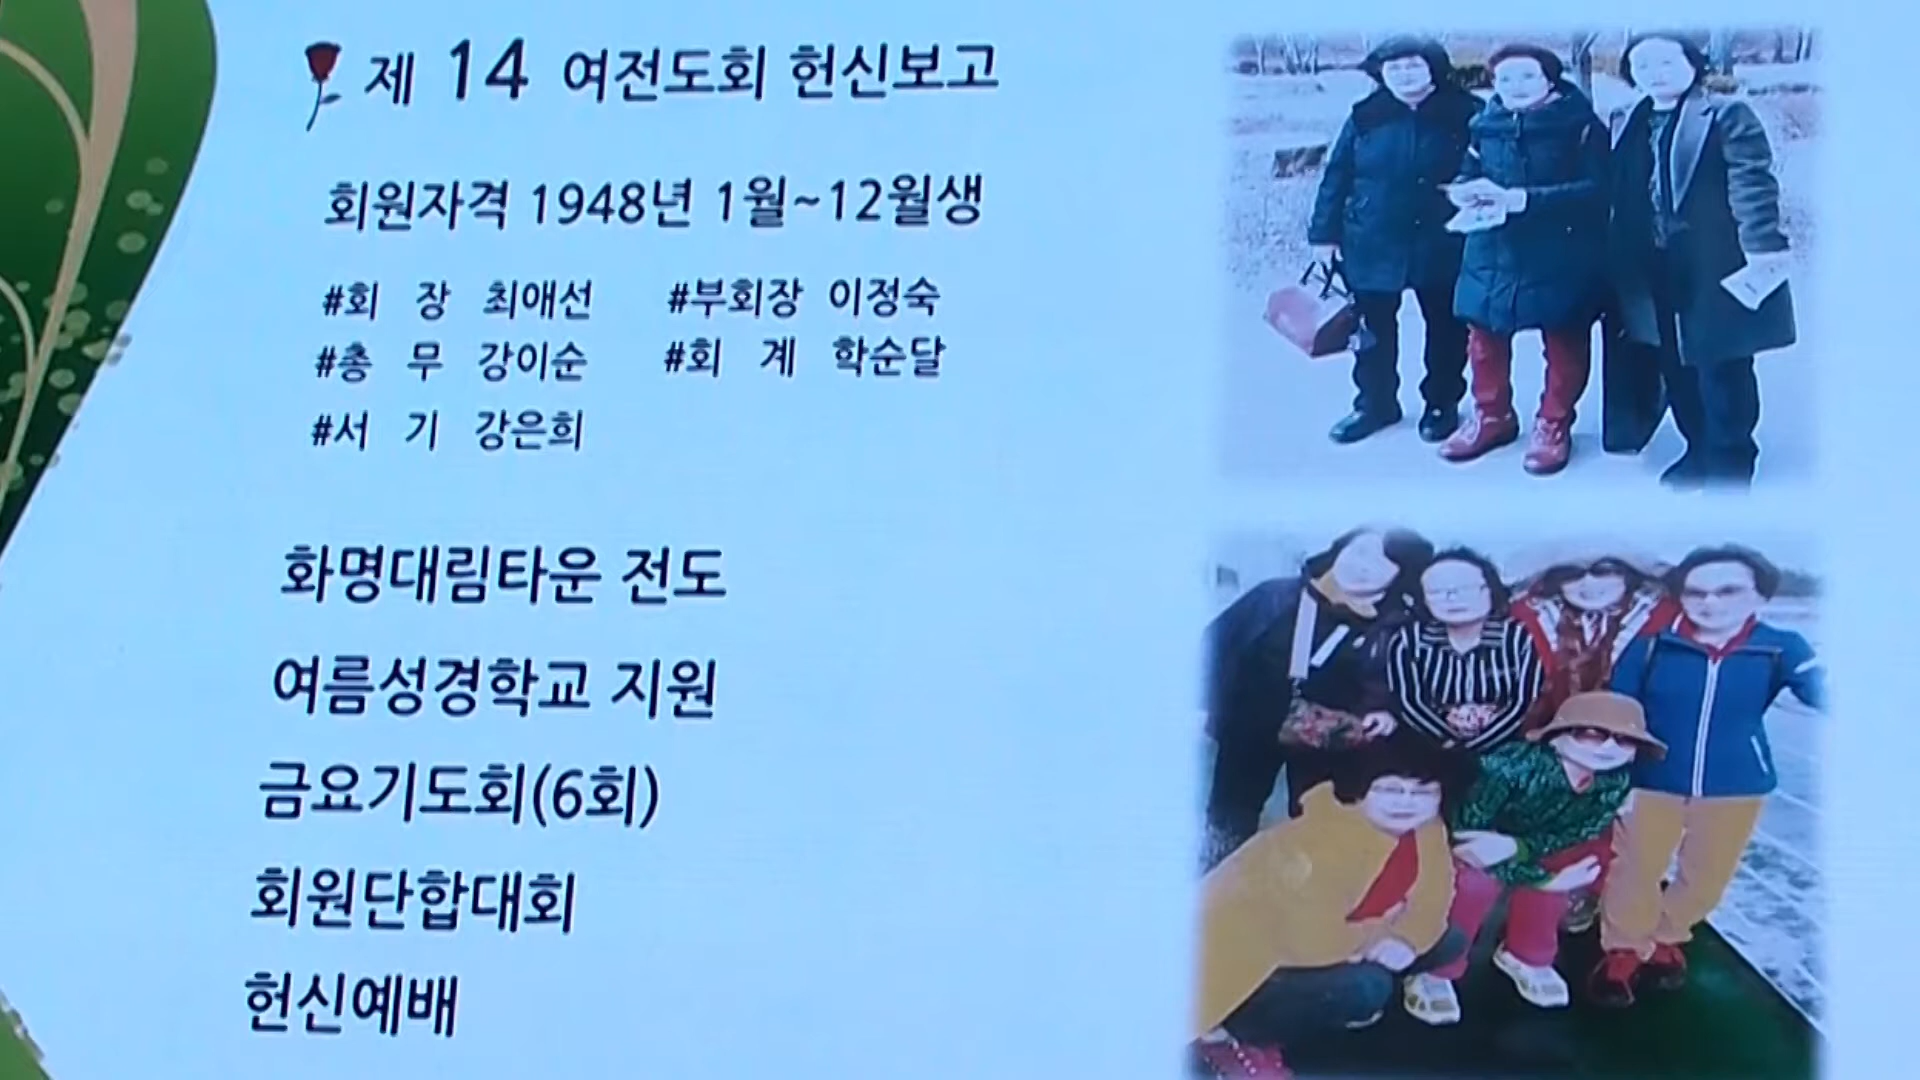 제 14 여전도회 헌신보고
회원자격 1948년 1월~12월생
#회 장 최애선 #부회장 이정숙
#총 무 강이순 #회 계 학순달
#서 기 강은희
화명대림타운 전도
여름성경학교 지원
금요기도회(6회)
회원단합대회
헌신예배